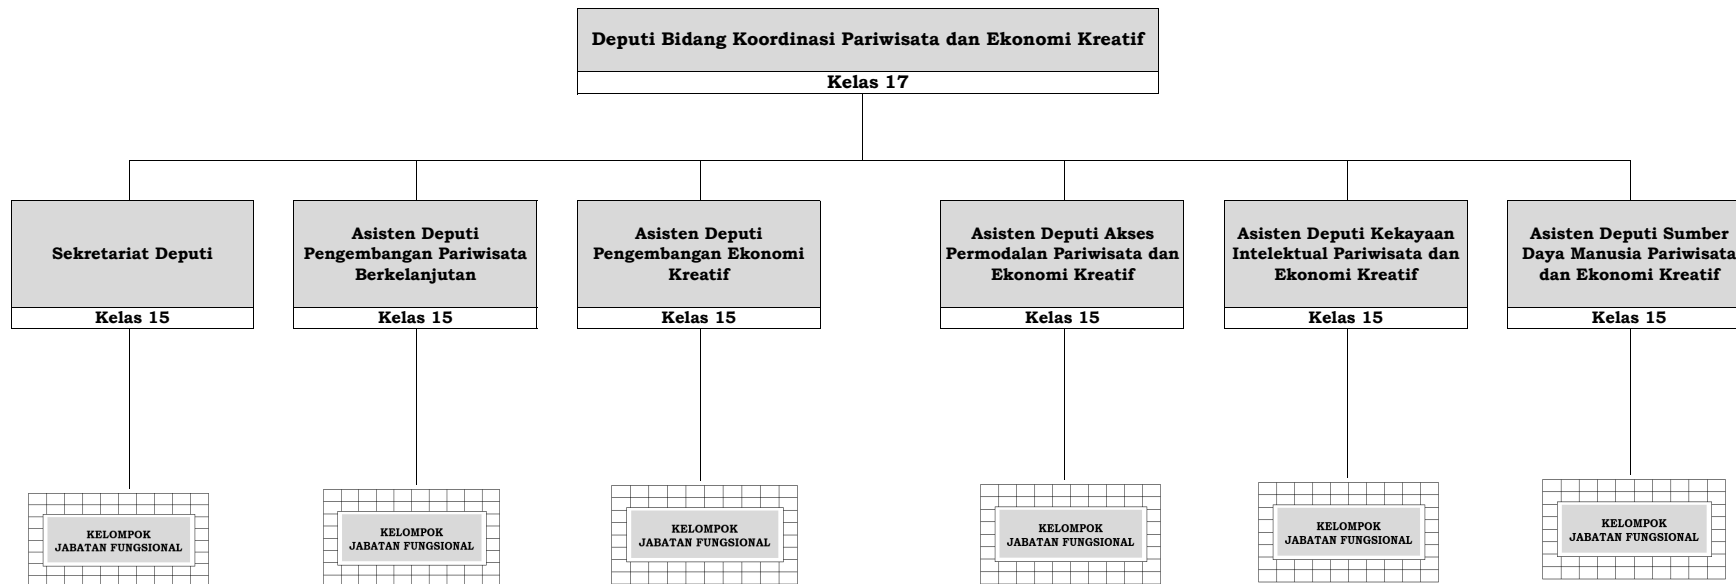 Deputi Bidang Koordinasi Pariwisata dan Ekonomi Kreatif
Kelas 17
Sekretariat Deputi
Kelas 15
Asisten Deputi
Pengembangan Pariwisata
Berkelanjutan
Kelas 15
Asisten Deputi
Pengembangan Ekonomi
Kreatif
Kelas 15
Asisten Deputi Akses
Permodalan Pariwisata dan
Ekonomi Kreatif
Kelas 15
Asisten Deputi Kekayaan
Intelektual Pariwisata dan
Ekonomi Kreatif
Kelas 15
Asisten Deputi Sumber
Daya Manusia Pariwisata
dan Ekonomi Kreatif
Kelas 15
KELOMPOK
JABATAN FUNGSIONAL
KELOMPOK
JABATAN FUNGSIONAL
KELOMPOK
JABATAN FUNGSIONAL
KELOMPOK
JABATAN FUNGSIONAL
KELOMPOK
JABATAN FUNGSIONAL
KELOMPOK
JABATAN FUNGSIONAL